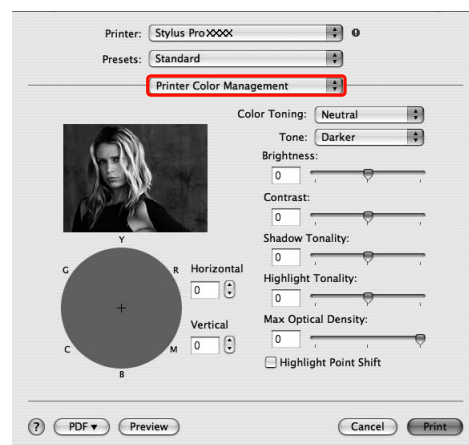 Printer: Stylus Pro XXXX
Presets: Standard
Printer Color Management
Color Toning: Neutral
Tone: Darker
Brightness:
0
Contrast:
0
Shadow Tonality:
0
Highlight Tonality:
0
Max Optical Density:
0
Highlight Point Shift
Y
G R
C M
B
Horizontal
0
Vertical
0
? PDF▼ Preview Cancel Print